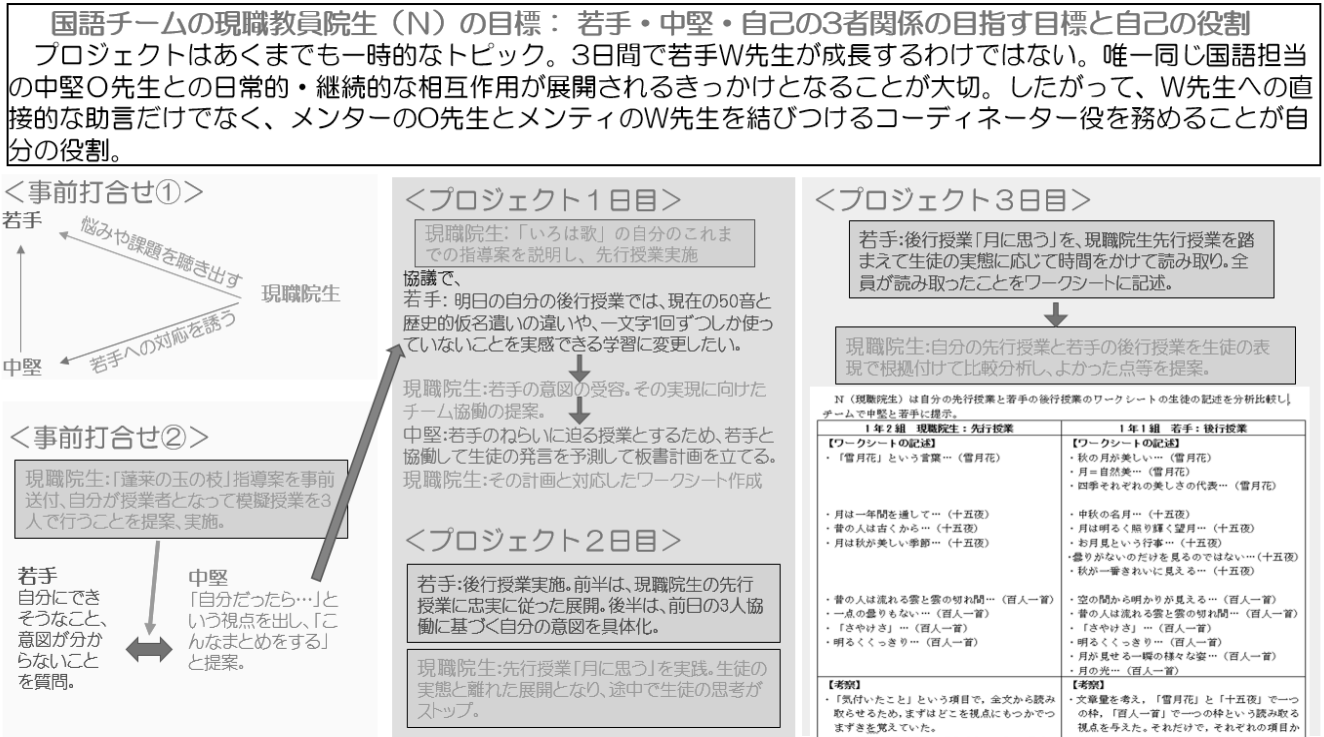 国語チームの現職教員院生（N）の目標： 若手・中堅・自己の3者関係の目指す目標と自己の役割
プロジェクトはあくまでも一時的なトピック。3日間で若手W先生が成長するわけではない。唯一同じ国語担当
の中堅O先生との日常的・継続的な相互作用が展開されるきっかけとなることが大切。したがって、W先生への直
接的な助言だけでなく、メンターのO先生とメンティのW先生を結びつけるコーディネーター役を務めることが自
分の役割。
＜事前打合せ①＞
若手
悩みや課題を聴き出す
現職院生
若手への対応を誘う
中堅
＜事前打合せ②＞
現職院生:「蓬莱の玉の枝」指導案を事前
送付、自分が授業者となって模擬授業を3
人で行うことを提案、実施。
若手
自分にでき
そうなこと、
意図が分か
らないこと
を質問。
中堅
「自分だったら…」と
いう視点を出し、「こ
んなまとめをする」
と提案。
＜プロジェクト１日目＞
現職院生:「いろは歌」の自分のこれま
での指導案を説明し、先行授業実施
協議で、
若手：明日の自分の後行授業では、現在の50音と
歴史的仮名遣いの違いや、一文字1回ずつしか使っ
ていないことを実感できる学習に変更したい。
現職院生:若手の意図の受容。その実現に向けた
チーム協働の提案。
中堅:若手のねらいに迫る授業とするため、若手と
協働して生徒の発言を予測して板書計画を立てる。
現職院生:その計画と対応したワークシート作成
＜プロジェクト２日目＞
若手:後行授業実施。前半は、現職院生の先行
授業に忠実に従った展開。後半は、前日の3人協
働に基づく自分の意図を具体化。
現職院生:先行授業「月に思う」を実践。生徒の
実態と離れた展開となり、途中で生徒の思考が
ストップ。
＜プロジェクト３日目＞
若手:後行授業「月に思う」を、現職院生先行授業を踏
まえて生徒の実態に応じて時間をかけて読み取り。全
員が読み取ったことをワークシートに記述。
現職院生:自分の先行授業と若手の後行授業を生徒の表
現で根拠付けて比較分析し、よかった点等を提案。
N（現職院生）は自分の先行授業と若手の後行授業のワークシートの生徒の記述を分析比較し、
チームで中堅と若手に提示。
1年2組 現職院生：先行授業
【ワークシートの記述】
・「雪月花」という言葉…（雪月花）
・月は一年間を通して…（十五夜）
・昔の人は古くから…（十五夜）
・月は秋が美しい季節…（十五夜）
・昔の人は流れる雲と雲の切れ間…（百人一首）
・一点の曇りもない…（百人一首）
・「さやけさ」…（百人一首）
・明るくくっきり…（百人一首）
【考察】
・「気付いたこと」という項目で，全文から読み
取らせるため，まずはどこを視点にもつかでつ
まずきを覚えていた。
1年1組 若手：後行授業
【ワークシートの記述】
・秋の月が美しい…（雪月花）
・月＝自然美…（雪月花）
・四季それぞれの美しさの代表…（雪月花）
・中秋の名月…（十五夜）
・月は明るく照り輝く望月…（十五夜）
・お月見という行事…（十五夜）
・曇りがないのだけを見るのではない…（十五夜）
・秋が一番きれいに見える…（十五夜）
・空の間から明かりが見える…（百人一首）
・昔の人は流れる雲と雲の切れ間…（百人一首）
・「さやけさ」…（百人一首）
・明るくくっきり…（百人一首）
・月が見せる一瞬の様々な姿…（百人一首）
・月の光…（百人一首）
【考察】
・文章量を考え，「雪月花」と「十五夜」で一つ
の枠，「百人一首」で一つの枠という読み取る
視点を与えた。それだけで，それぞれの項目か